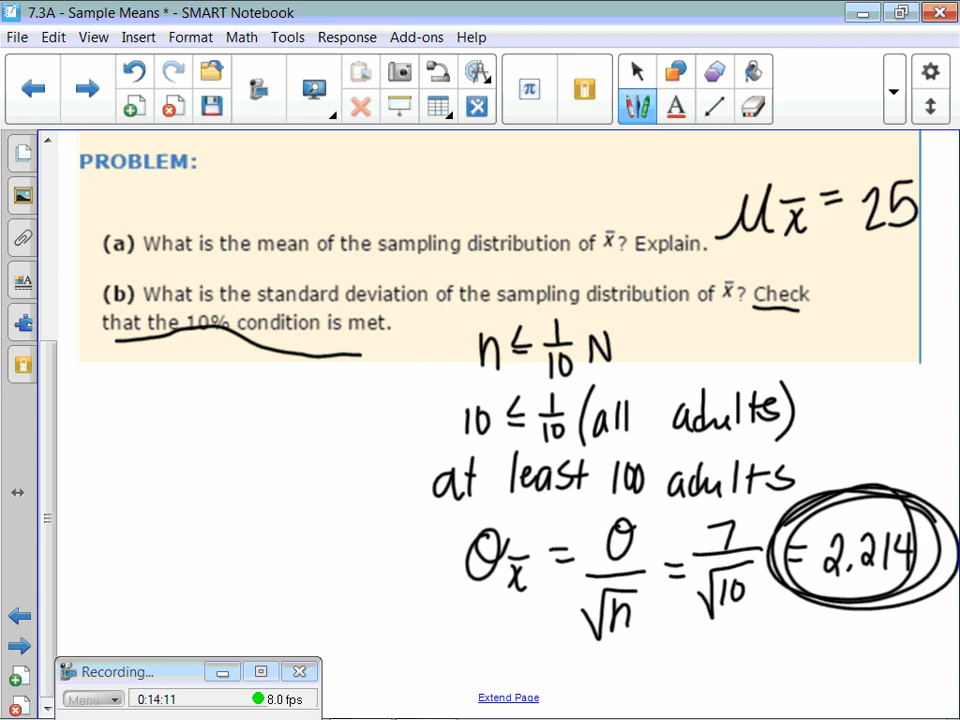 7.3A - Sample Means * - SMART Notebook
File Edit View Insert Format Math Tools Response Add-ons Help
PROBLEM:
μx̄ = 25
(a) What is the mean of the sampling distribution of x̄? Explain.
(b) What is the standard deviation of the sampling distribution of x̄? Check
that the 10% condition is met.
n ≤ 1/10 N
10 ≤ 1/10 (all adults)
at least 100 adults
σx̄ = σ/√n = 7/√10 = 2.214
Recording...
Menu 0:14:11 8.0 fps
Extend Page